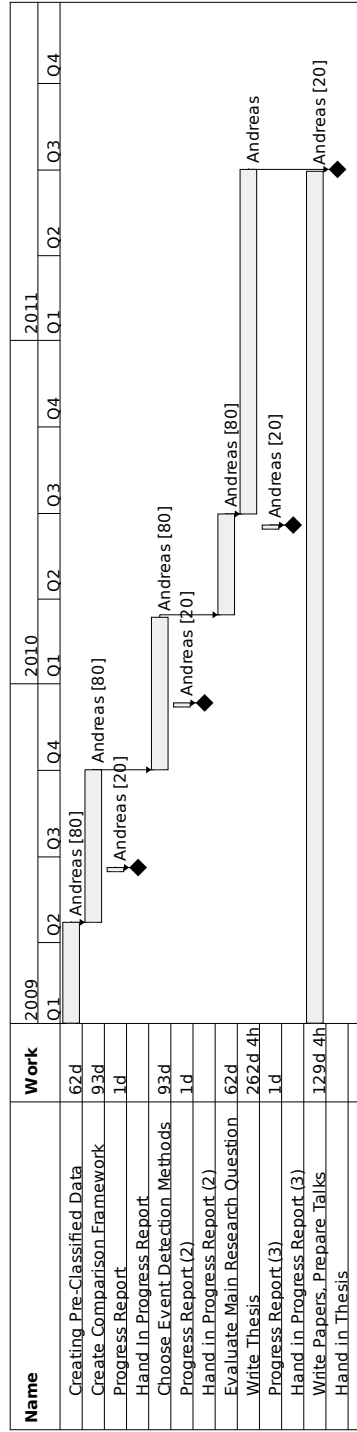 Name Work 2009 2010 2011
Q1 Q2 Q3 Q4 Q1 Q2 Q3 Q4 Q1 Q2 Q3 Q4
Creating Pre-Classified Data 62d Andreas [80]
Create Comparison Framework 93d Andreas [80]
Progress Report 1d Andreas [20]
Hand In Progress Report
Choose Event Detection Methods 93d Andreas [80]
Progress Report (2) 1d Andreas [20]
Hand in Progress Report (2)
Evaluate Main Research Question 62d Andreas [80]
Write Thesis 262d 4h Andreas
Progress Report (3) 1d Andreas [20]
Hand in Progress Report (3)
Write Papers, Prepare Talks 129d 4h Andreas [20]
Hand in Thesis